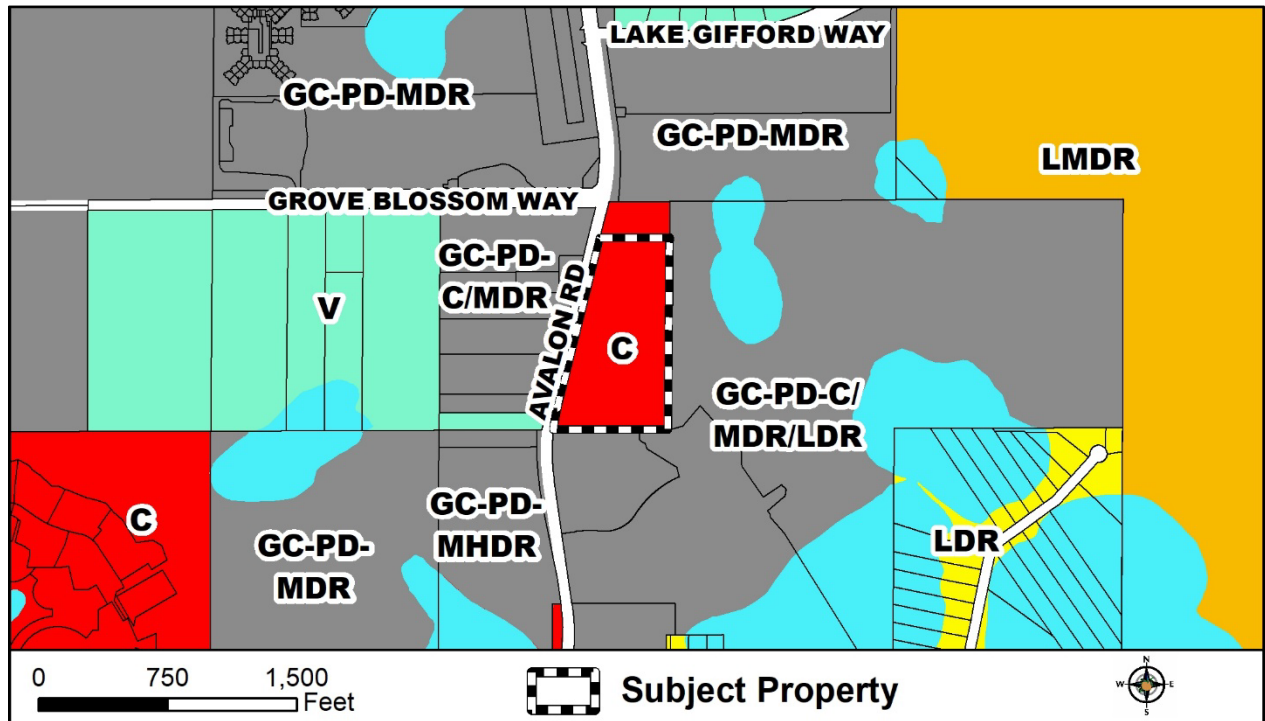 LAKE GIFFORD WAY
GC-PD-MDR
GC-PD-MDR
LMDR
GROVE BLOSSOM WAY
GC-PD-
C/MDR
V
AVALON RD
C
GC-PD-C/
MDR/LDR
C
GC-PD-
MHDR
GC-PD-
MDR
LDR
0 750 1,500
Feet
Subject Property
N
W E
S